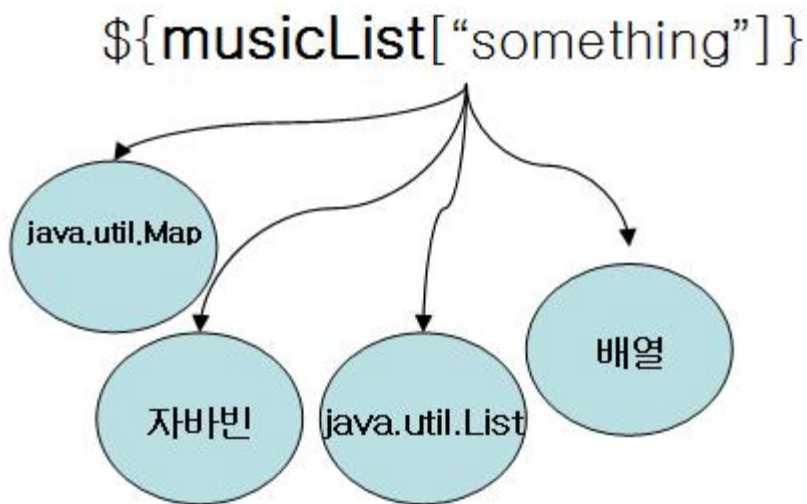 ${musicList[“something”]}
java.util.Map
배열
자바빈
java.util.List